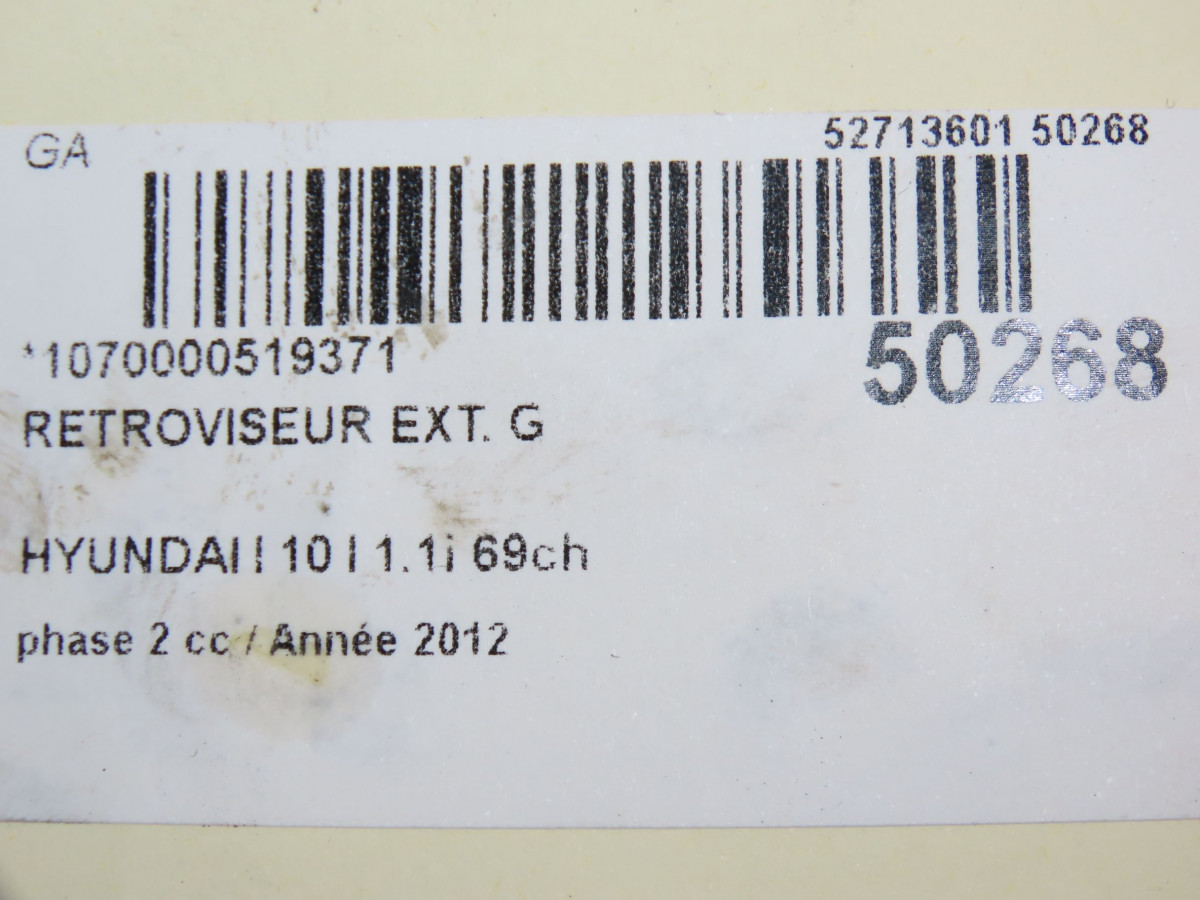 GA
52713601 50268
*1070000519371
50268
RETROVISEUR EXT. G
HYUNDAI I 10 I 1.1i 69ch
phase 2 cc / Année 2012